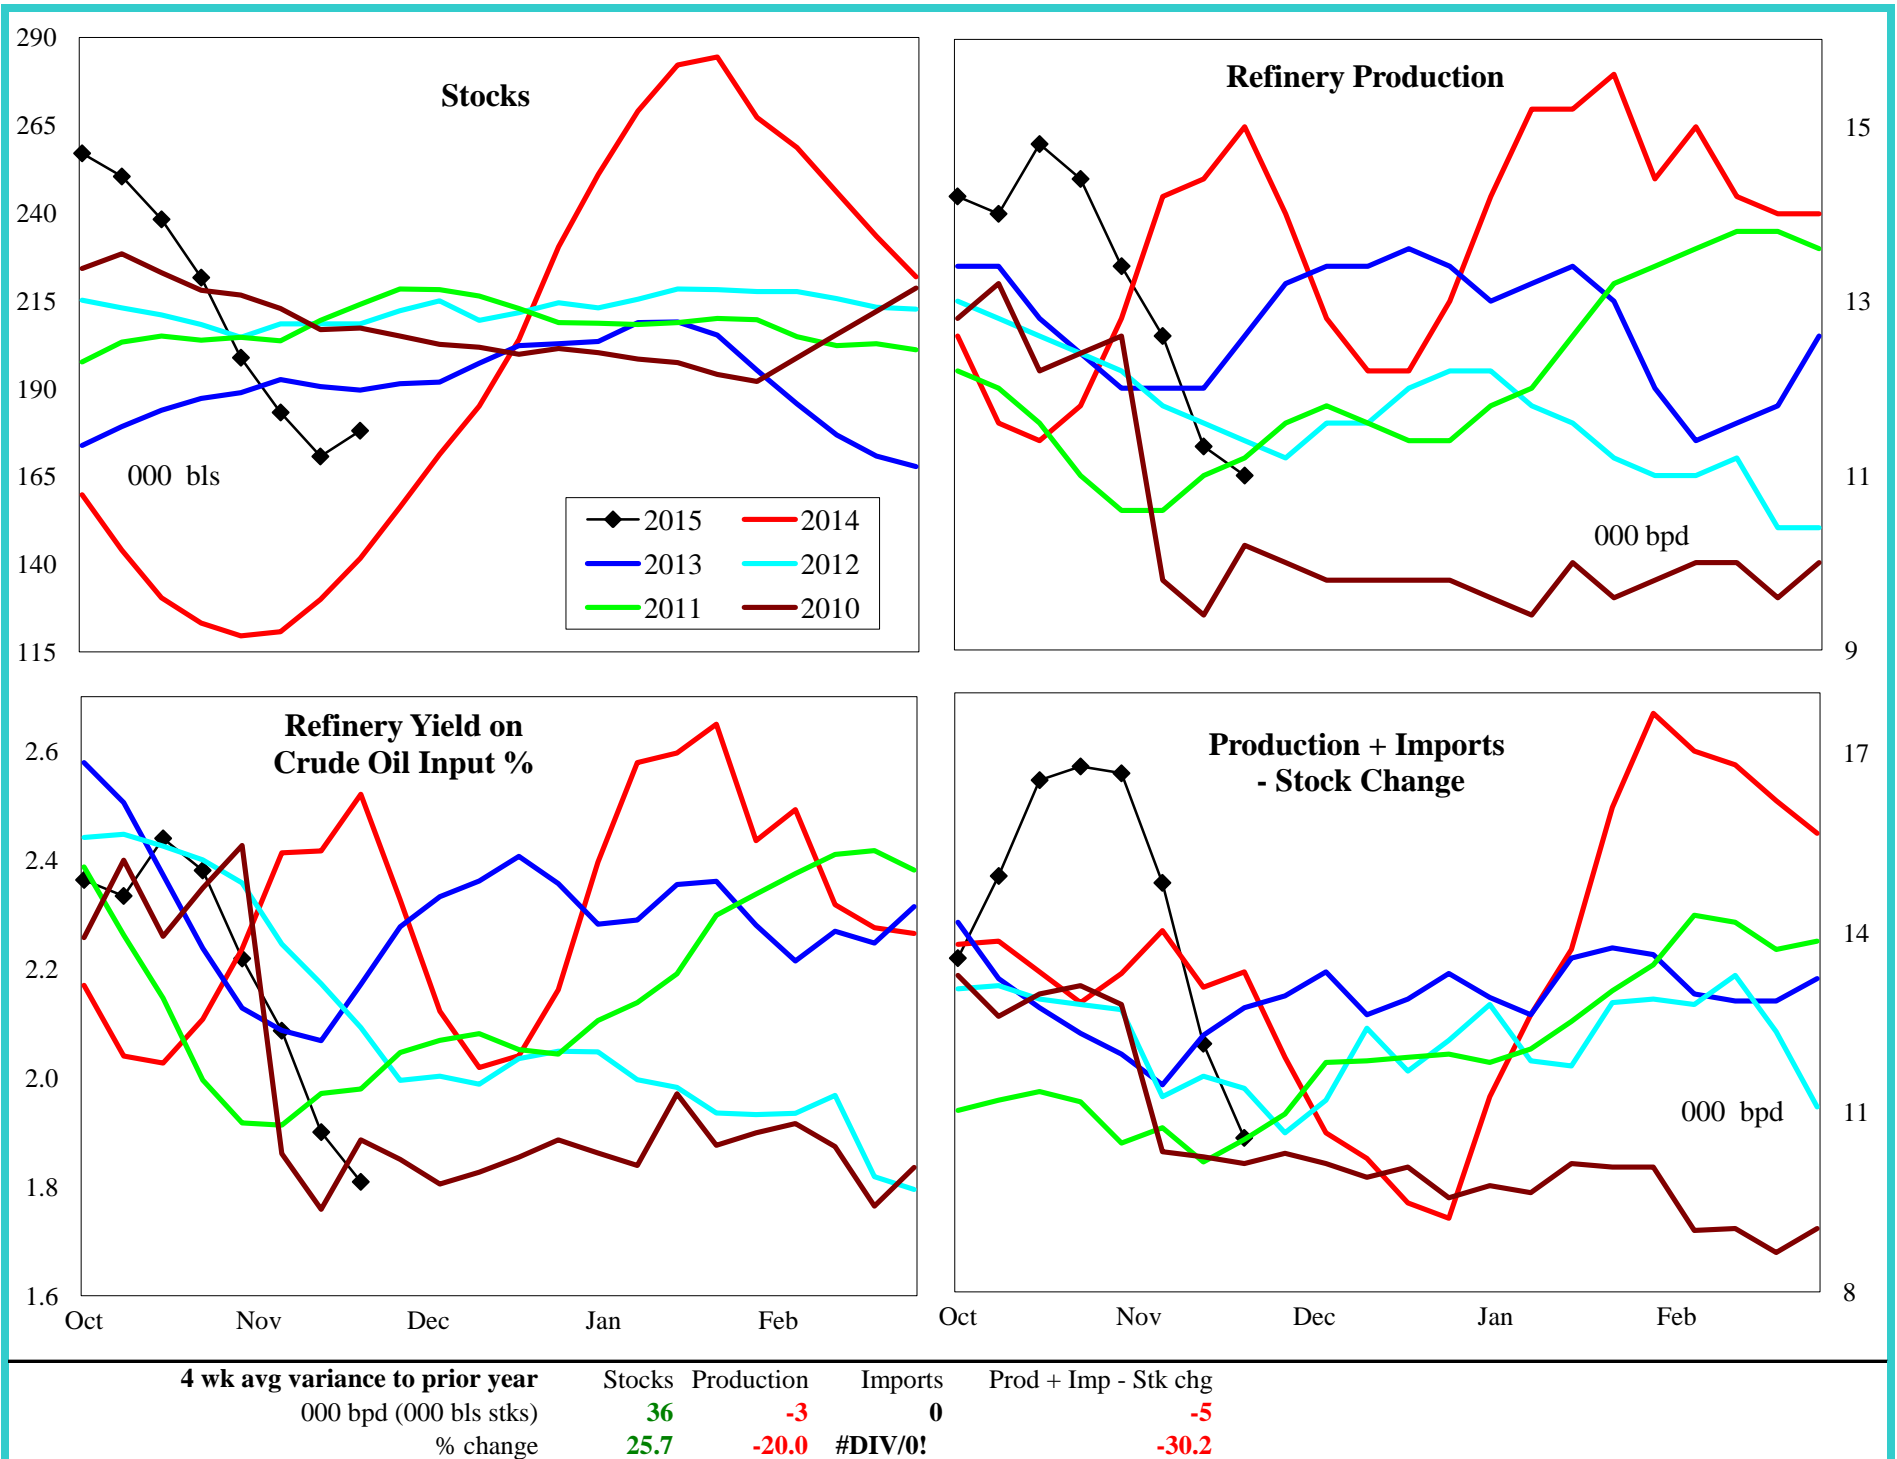 Stocks
290
265
240
215
190
165
140
115
000 bls
2015
2014
2013
2012
2011
2010
Refinery Production
15
13
11
9
000 bpd
Refinery Yield on
Crude Oil Input %
2.6
2.4
2.2
2.0
1.8
1.6
Oct Nov Dec Jan Feb
Production + Imports
- Stock Change
17
14
11
8
000 bpd
Oct Nov Dec Jan Feb
4 wk avg variance to prior year Stocks Production Imports Prod + Imp - Stk chg
000 bpd (000 bls stks) 36 -3 0 -5
% change 25.7 -20.0 #DIV/0! -30.2